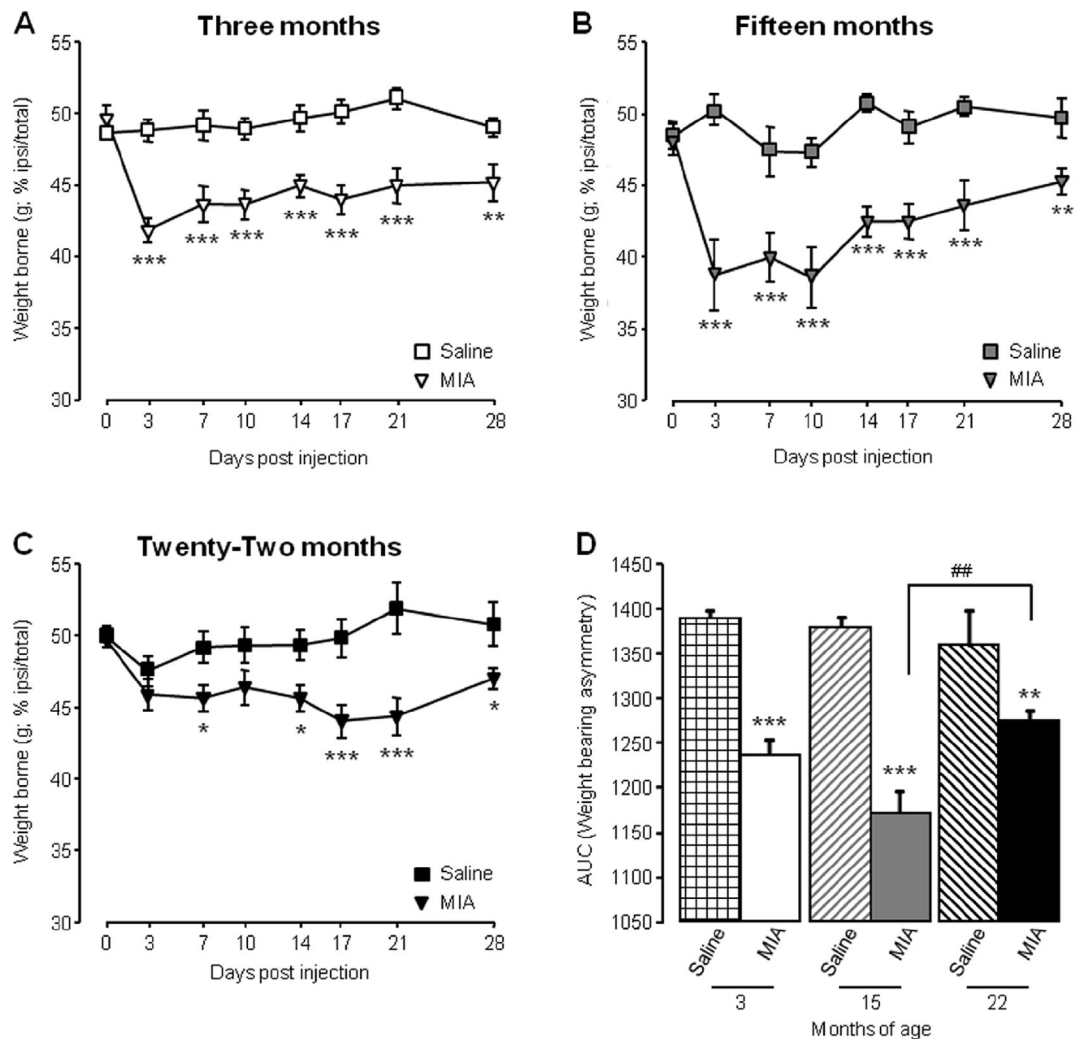 A Three months
Weight borne (g; % ipsi/total)
55
50
45
40
35
30
***
***
***
***
***
***
**
Saline
MIA
0 3 7 10 14 17 21 28
Days post injection
B Fifteen months
Weight borne (g; % ipsi/total)
55
50
45
40
35
30
***
***
***
***
***
***
**
Saline
MIA
0 3 7 10 14 17 21 28
Days post injection
C Twenty-Two months
Weight borne (g; % ipsi/total)
55
50
45
40
35
30
*
*
***
***
*
Saline
MIA
0 3 7 10 14 17 21 28
Days post injection
D
AUC (Weight bearing asymmetry)
1450
1400
1350
1300
1250
1200
1150
1100
1050
##
***
***
**
Saline MIA Saline MIA Saline MIA
3 15 22
Months of age